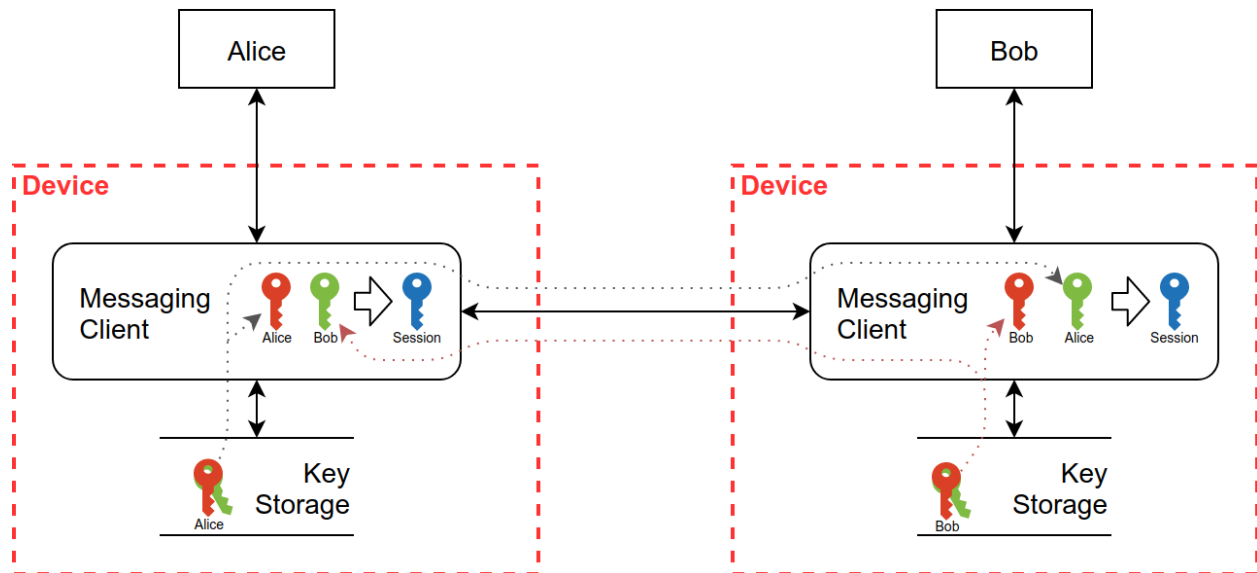 Alice
Bob
Device
Device
Messaging
Client
Alice
Bob
Session
Messaging
Client
Bob
Alice
Session
Key
Storage
Alice
Key
Storage
Bob